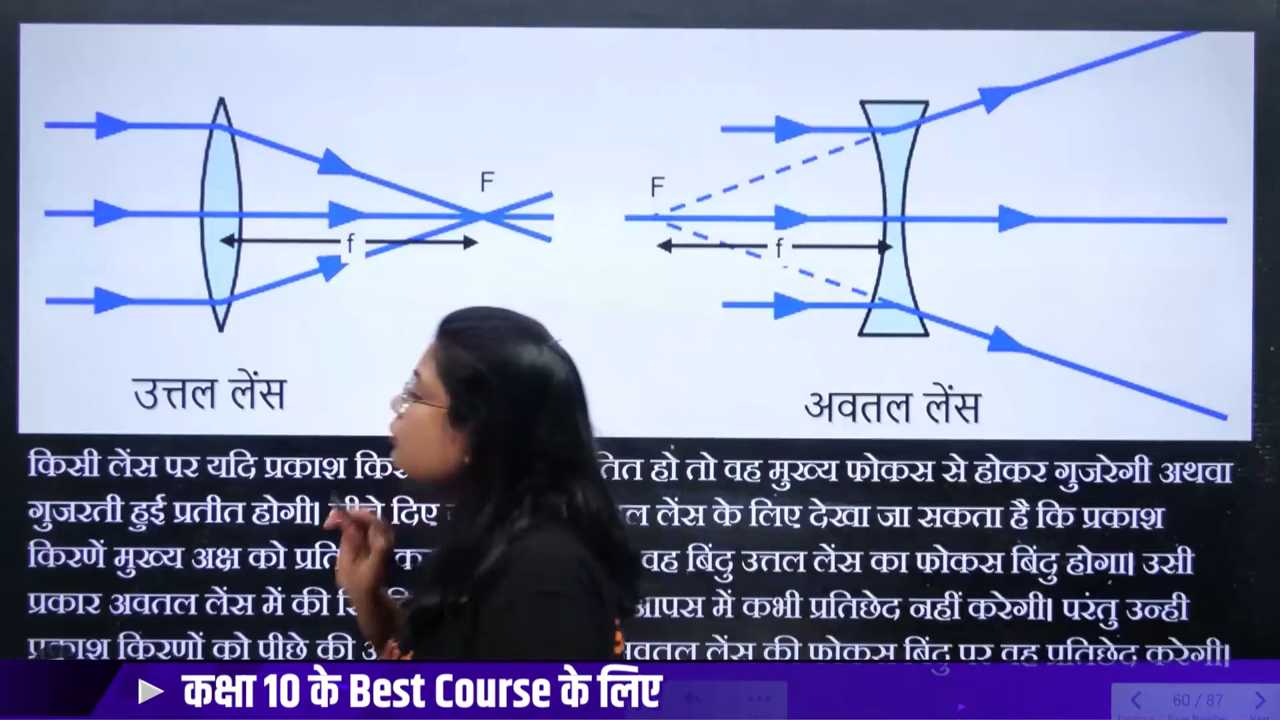 F
F
f
f
उत्तल लेंस
अवतल लेंस
किसी लेंस पर यदि प्रकाश हो तो वह मुख्य फोकस से होकर गुजरेगी अथवा
गुजरती हुई प्रतीत होगी। दिए लेंस के लिए देखा जा सकता है कि प्रकाश
किरणें मुख्य अक्ष को वह बिंदु उत्तल लेंस का फोकस बिंदु होगा। उसी
प्रकार अवतल लेंस में की आपस में कभी प्रतिछेद नहीं करेगी। परंतु उन्ही
प्रकाश किरणों को पीछे की अवतल लेंस की फोकस बिंदु पर वह प्रतिछेद करेगी।
कक्षा 10 के Best Course के लिए
60 / 87